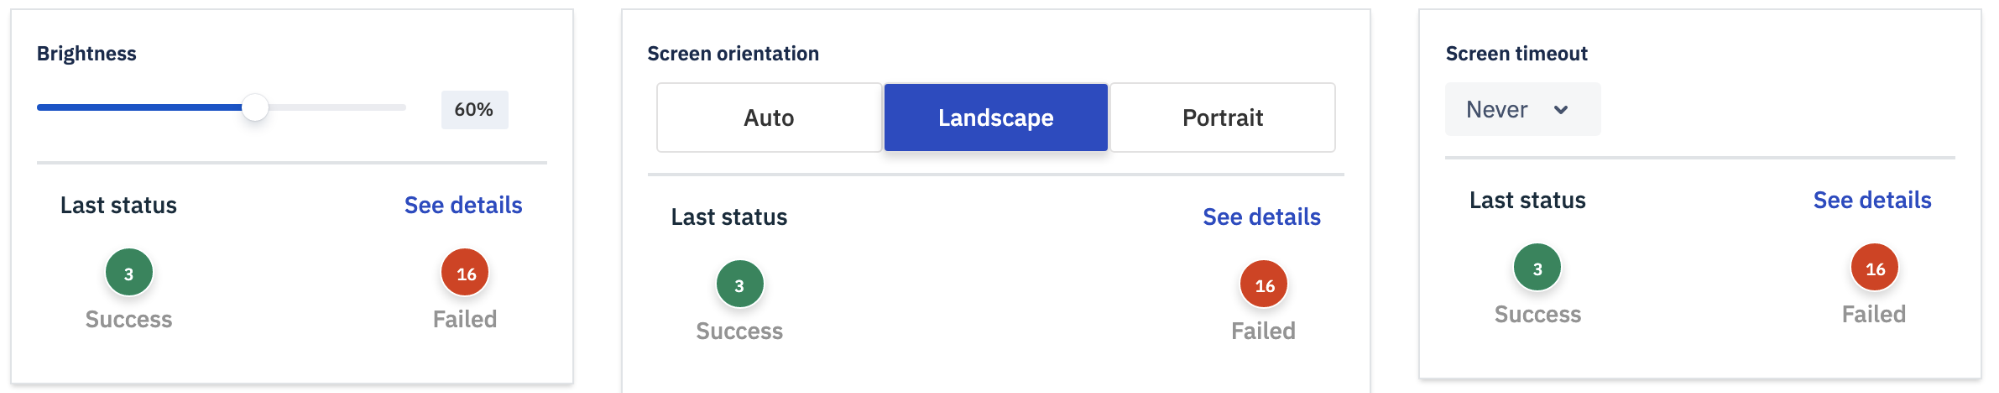 Brightness
60%
Last status
See details
3
16
Success
Failed
Screen orientation
Auto
Landscape
Portrait
Last status
See details
3
16
Success
Failed
Screen timeout
Never
Last status
See details
3
16
Success
Failed